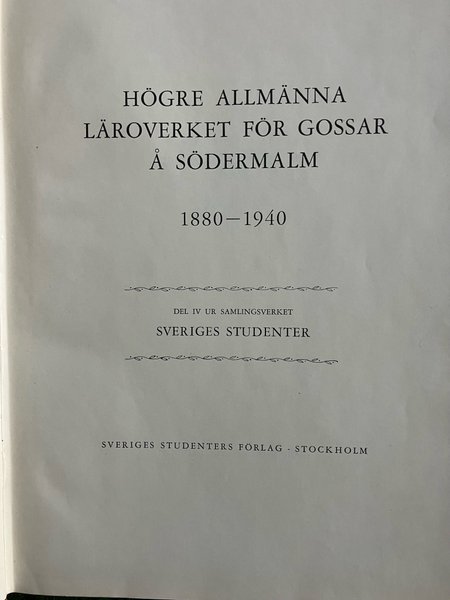 HÖGRE ALLMÄNNA
LÄROVERKET FÖR GOSSAR
Å SÖDERMALM
1880—1940
DEL IV UR SAMLINGSVERKET
SVERIGES STUDENTER
SVERIGES STUDENTERS FÖRLAG - STOCKHOLM